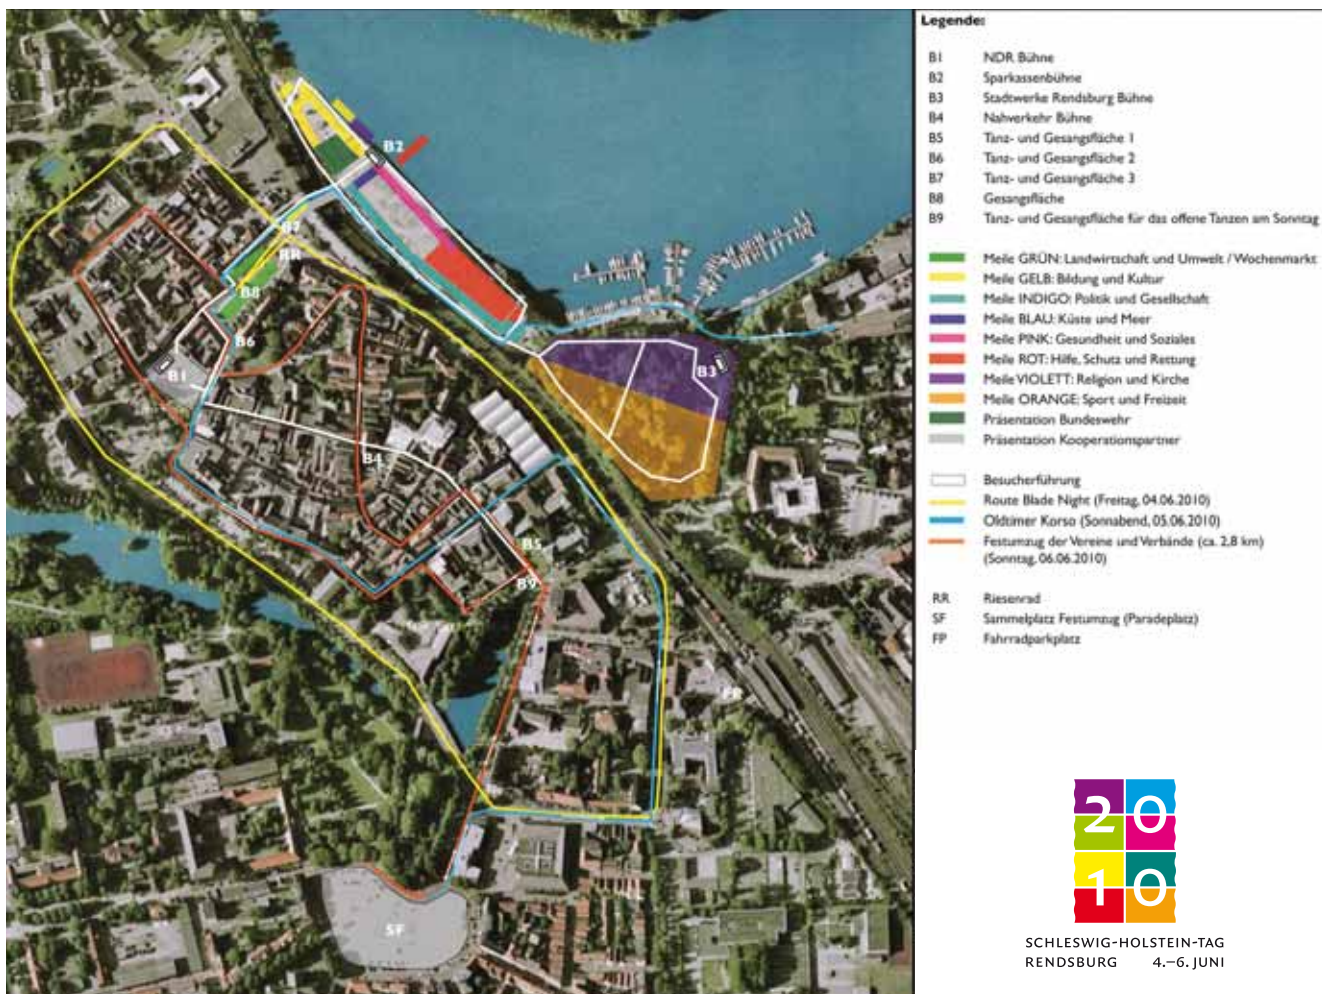 Legende:
B1 NDR Bühne
B2 Sparkassenbühne
B3 Stadtwerke Rendsburg Bühne
B4 Nahverkehr Bühne
B5 Tanz- und Gesangsfläche 1
B6 Tanz- und Gesangsfläche 2
B7 Tanz- und Gesangsfläche 3
B8 Gesangsfläche
B9 Tanz- und Gesangsfläche für das offene Tanzen am Sonntag
Meile GRÜN: Landwirtschaft und Umwelt / Wochenmarkt
Meile GELB: Bildung und Kultur
Meile INDIGO: Politik und Gesellschaft
Meile BLAU: Küste und Meer
Meile PINK: Gesundheit und Soziales
Meile ROT: Hilfe, Schutz und Rettung
Meile VIOLETT: Religion und Kirche
Meile ORANGE: Sport und Freizeit
Präsentation Bundeswehr
Präsentation Kooperationspartner
Besucherführung
Route Blade Night (Freitag, 04.06.2010)
Oldtimer Korso (Sonnabend, 05.06.2010)
Festumzug der Vereine und Verbände (ca. 2,8 km)
(Sonntag, 06.06.2010)
RR Riesenrad
SF Sammelplatz Festumzug (Paradeplatz)
FP Fahrradparkplatz
B2
B7
RR
B8
B6
B1
B3
B4
B5
B9
SF
20
10
SCHLESWIG-HOLSTEIN-TAG
RENDSBURG 4.–6. JUNI